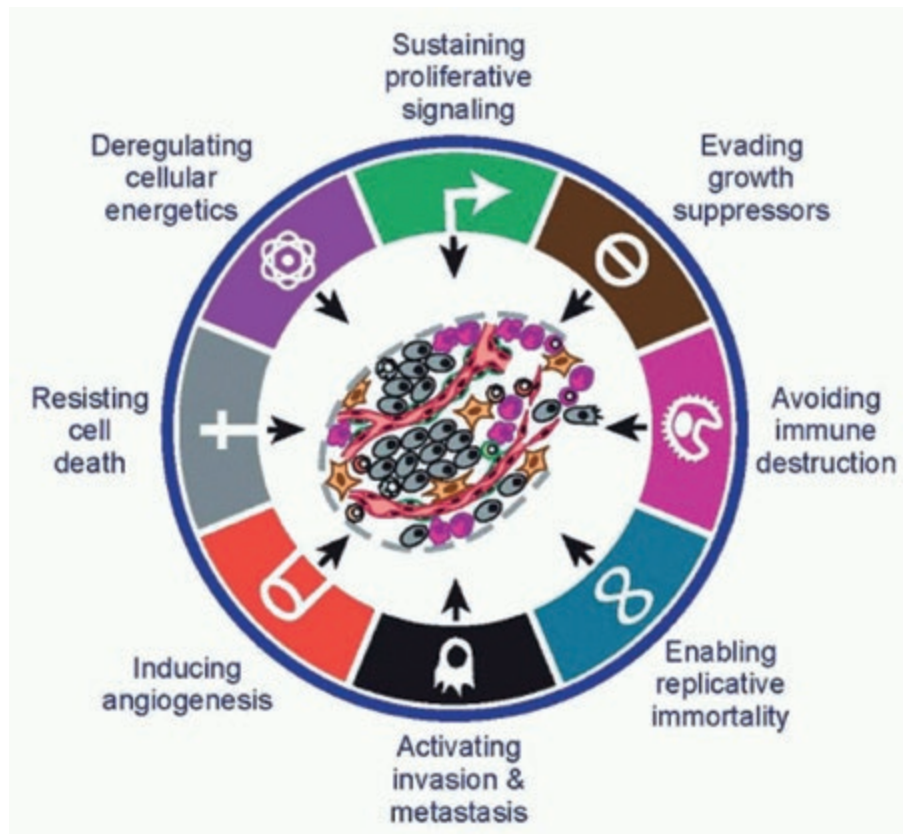 Sustaining
proliferative
signaling
Evading
growth
suppressors
Avoiding
immune
destruction
Enabling
replicative
immortality
Activating
invasion &
metastasis
Inducing
angiogenesis
Resisting
cell
death
Deregulating
cellular
energetics